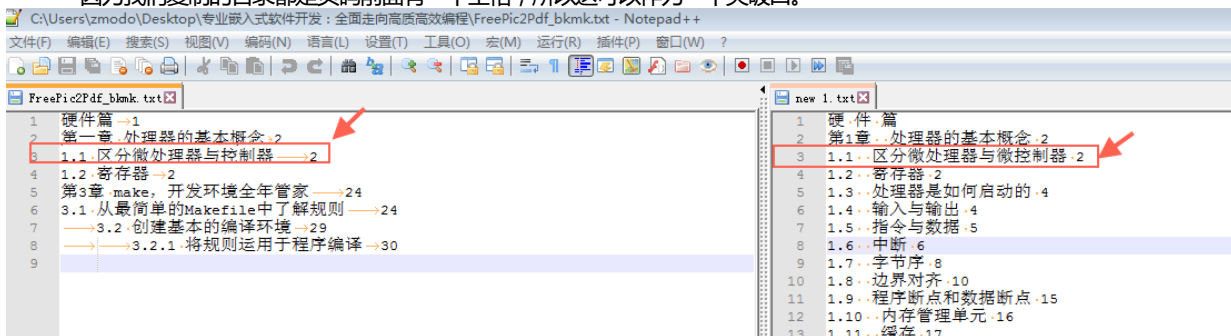 C:\Users\zmodo\Desktop\专业嵌入式软件开发：全面走向高质高效编程\FreePic2Pdf_bkmk.txt - Notepad++
文件(F) 编辑(E) 搜索(S) 视图(V) 编码(N) 语言(L) 设置(T) 工具(O) 宏(M) 运行(R) 插件(P) 窗口(W) ?
FreePic2Pdf_bkmk.txt
1 硬件篇→1
2 第一章·处理器的基本概念→2
3 1.1·区分微处理器与控制器→2
4 1.2·寄存器→2
5 第3章·make，开发环境全年管家→24
6 3.1·从最简单的Makefile中了解规则→24
7 →3.2·创建基本的编译环境→29
8 →→3.2.1·将规则运用于程序编译→30
9
new 1.txt
1 硬·件·篇
2 第1章··处理器的基本概念·2
3 1.1··区分微处理器与微控制器·2
4 1.2··寄存器·2
5 1.3··处理器是如何启动的·4
6 1.4··输入与输出·4
7 1.5··指令与数据·5
8 1.6··中断·6
9 1.7··字节序·8
10 1.8··边界对齐·10
11 1.9··程序断点和数据断点·15
12 1.10··内存管理单元·16
13 1.11··缓存·17